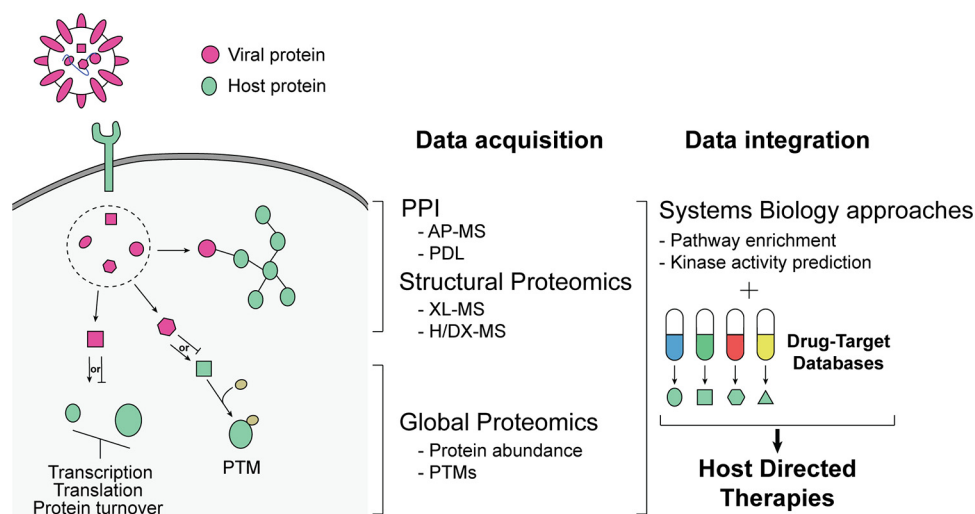 Viral protein
Host protein
Data acquisition
Data integration
PPI
- AP-MS
- PDL
Structural Proteomics
- XL-MS
- H/DX-MS
Global Proteomics
- Protein abundance
- PTMs
Systems Biology approaches
- Pathway enrichment
- Kinase activity prediction
+
Drug-Target
Databases
Host Directed
Therapies
or
or
PTM
Transcription
Translation
Protein turnover